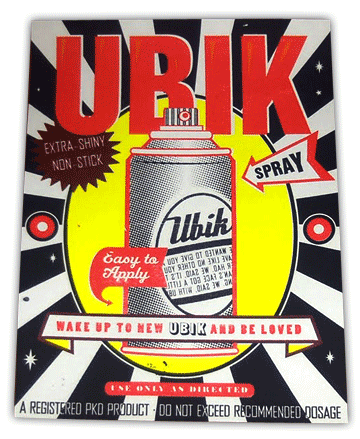 UBIK
EXTRA-SHINY
NON-STICK
SPRAY
Ubik
Easy to
Apply
WAKE UP TO NEW UBIK AND BE LOVED
USE ONLY AS DIRECTED
A REGISTERED PKD PRODUCT - DO NOT EXCEED RECOMMENDED DOSAGE